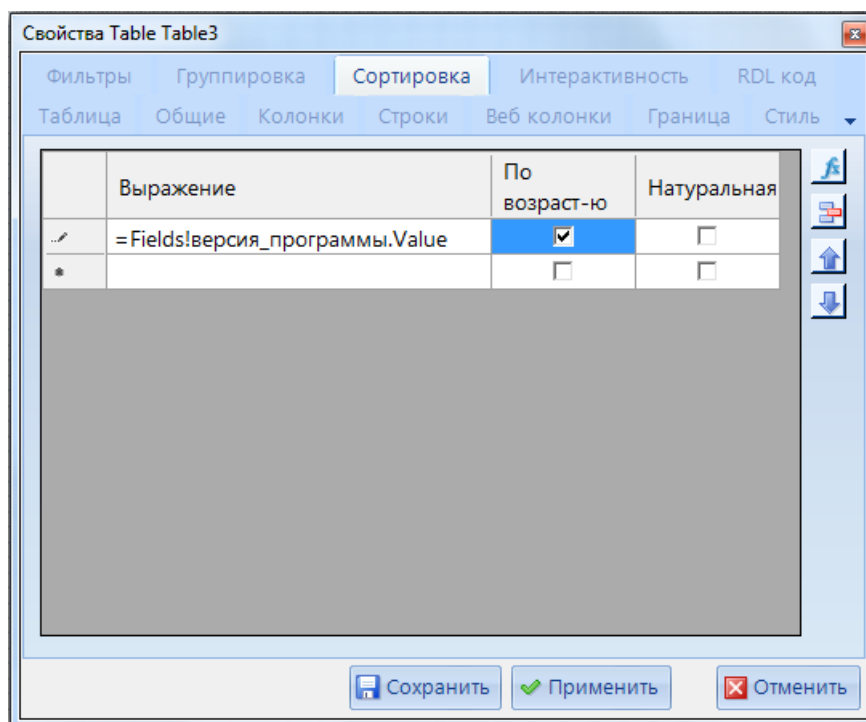 Свойства Table Table3
Фильтры Группировка Сортировка Интерактивность RDL код
Таблица Общие Колонки Строки Веб колонки Граница Стиль
Выражение По возраст-ю Натуральная
=Fields!версия_программы.Value
Сохранить Применить Отменить